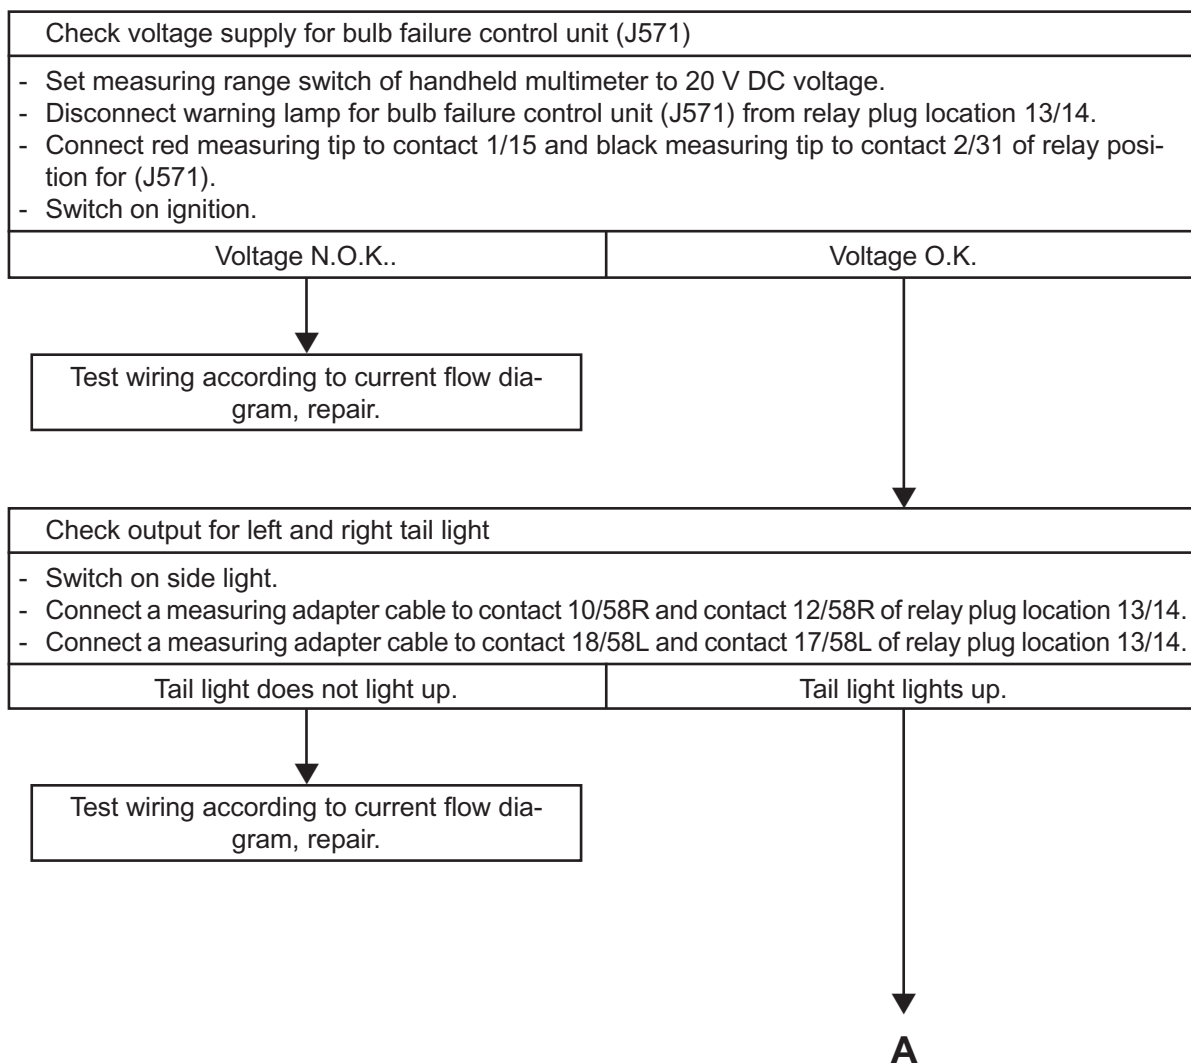 Check voltage supply for bulb failure control unit (J571)
- Set measuring range switch of handheld multimeter to 20 V DC voltage.
- Disconnect warning lamp for bulb failure control unit (J571) from relay plug location 13/14.
- Connect red measuring tip to contact 1/15 and black measuring tip to contact 2/31 of relay posi-
tion for (J571).
- Switch on ignition.
Voltage N.O.K..
Voltage O.K.
Test wiring according to current flow dia-
gram, repair.
Check output for left and right tail light
- Switch on side light.
- Connect a measuring adapter cable to contact 10/58R and contact 12/58R of relay plug location 13/14.
- Connect a measuring adapter cable to contact 18/58L and contact 17/58L of relay plug location 13/14.
Tail light does not light up.
Tail light lights up.
Test wiring according to current flow dia-
gram, repair.
A